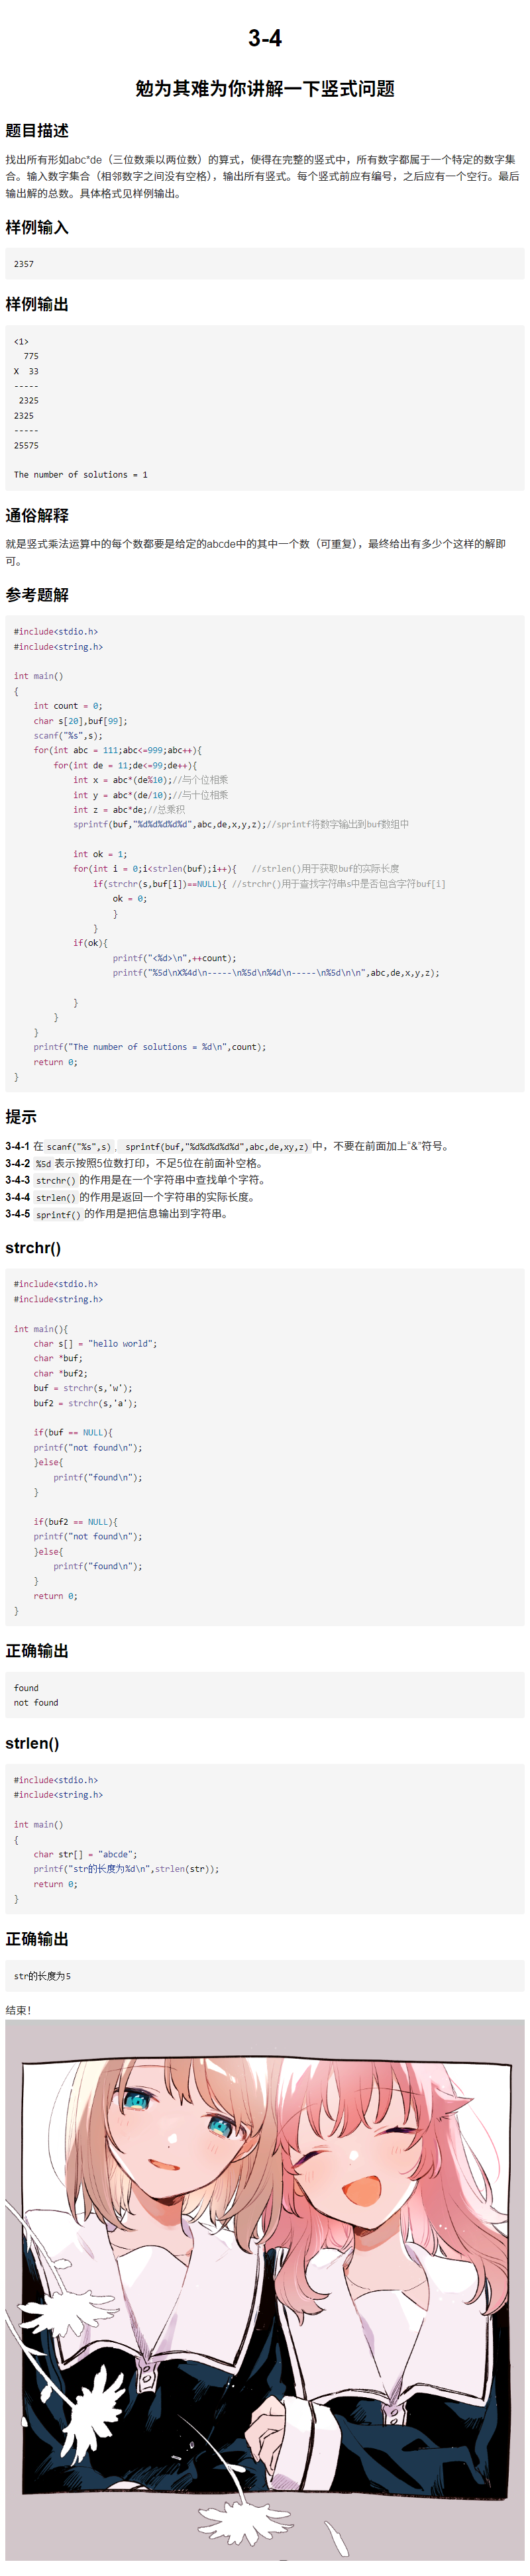 3-4
勉为其难为你讲解一下竖式问题
题目描述
找出所有形如abc*de（三位数乘以两位数）的算式，使得在完整的竖式中，所有数字都属于一个特定的数字集
合。输入数字集合（相邻数字之间没有空格），输出所有竖式。每个竖式前应有编号，之后应有一个空行。最后
输出解的总数。具体格式见样例输出。
样例输入
2357
样例输出
<1>
  775
X  33
-----
 2325
2325
-----
25575

The number of solutions = 1
通俗解释
就是竖式乘法运算中的每个数都要是给定的abcde中的其中一个数（可重复），最终给出有多少个这样的解即
可。
参考题解
#include<stdio.h>
#include<string.h>

int main()
{
    int count = 0;
    char s[20],buf[99];
    scanf("%s",s);
    for(int abc = 111;abc<=999;abc++){
        for(int de = 11;de<=99;de++){
            int x = abc*(de%10);//与个位相乘
            int y = abc*(de/10);//与十位相乘
            int z = abc*de;//总乘积
            sprintf(buf,"%d%d%d%d%d",abc,de,x,y,z);//sprintf将数字输出到buf数组中

            int ok = 1;
            for(int i = 0;i<strlen(buf);i++){   //strlen()用于获取buf的实际长度
                if(strchr(s,buf[i])==NULL){ //strchr()用于查找字符串s中是否包含字符buf[i]
                    ok = 0;
                    }
                }
            if(ok){
                    printf("<%d>\n",++count);
                    printf("%5d\nX%4d\n-----\n%5d\n%4d\n-----\n%5d\n\n",abc,de,x,y,z);

            }
        }
    }
    printf("The number of solutions = %d\n",count);
    return 0;
}
提示
3-4-1 在scanf("%s",s)，sprintf(buf,"%d%d%d%d%d",abc,de,xy,z)中，不要在前面加上“&”符号。
3-4-2 %5d表示按照5位数打印，不足5位在前面补空格。
3-4-3 strchr()的作用是在一个字符串中查找单个字符。
3-4-4 strlen()的作用是返回一个字符串的实际长度。
3-4-5 sprintf()的作用是把信息输出到字符串。
strchr()
#include<stdio.h>
#include<string.h>

int main(){
    char s[] = "hello world";
    char *buf;
    char *buf2;
    buf = strchr(s,'w');
    buf2 = strchr(s,'a');

    if(buf == NULL){
    printf("not found\n");
    }else{
        printf("found\n");
    }

    if(buf2 == NULL){
    printf("not found\n");
    }else{
        printf("found\n");
    }
    return 0;
}
正确输出
found
not found
strlen()
#include<stdio.h>
#include<string.h>

int main()
{
    char str[] = "abcde";
    printf("str的长度为%d\n",strlen(str));
    return 0;
}
正确输出
str的长度为5
结束！